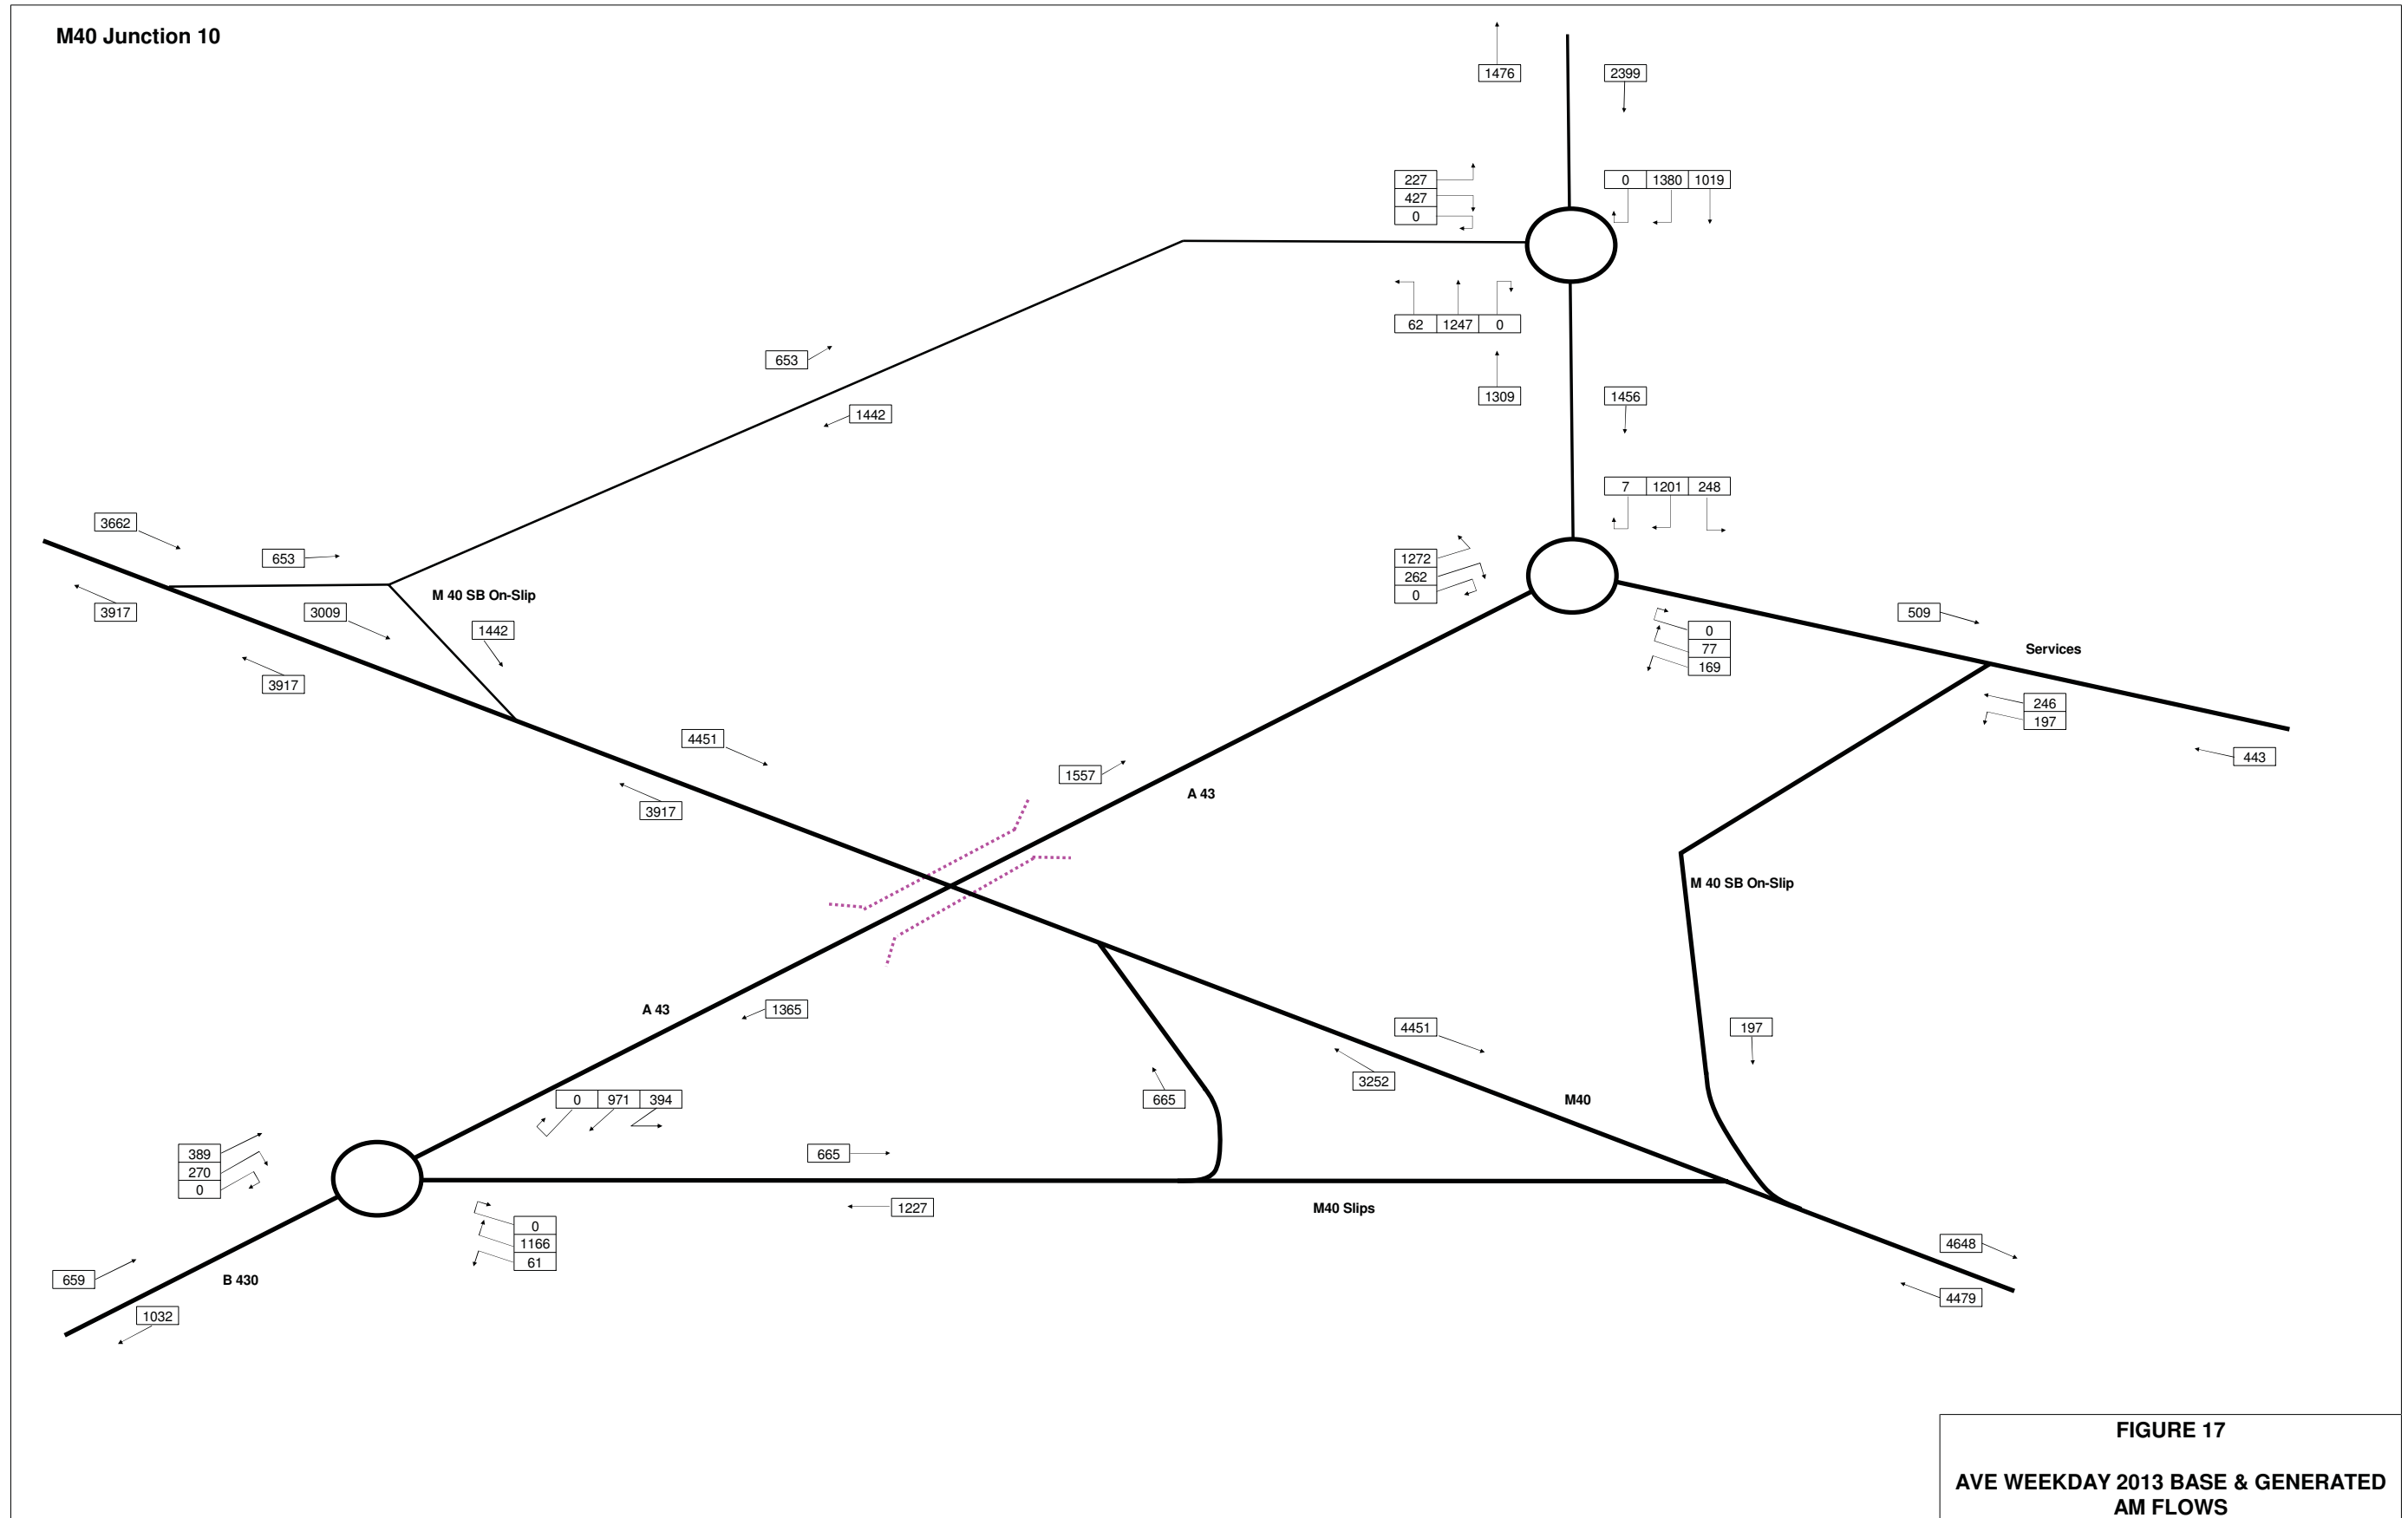 M40 Junction 10
1476
2399
227
427
0
0 1380 1019
62 1247 0
653
1442
1309
1456
7 1201 248
3662
653
1272
262
0
3917
3009
M 40 SB On-Slip
1442
509
0
77
169
Services
3917
246
197
443
4451
1557
A 43
3917
M 40 SB On-Slip
A 43
1365
4451
197
3252
0 971 394
665
M40
389
270
0
665
1227
M40 Slips
0
1166
61
4648
659
B 430
4479
1032
FIGURE 17
AVE WEEKDAY 2013 BASE & GENERATED
AM FLOWS